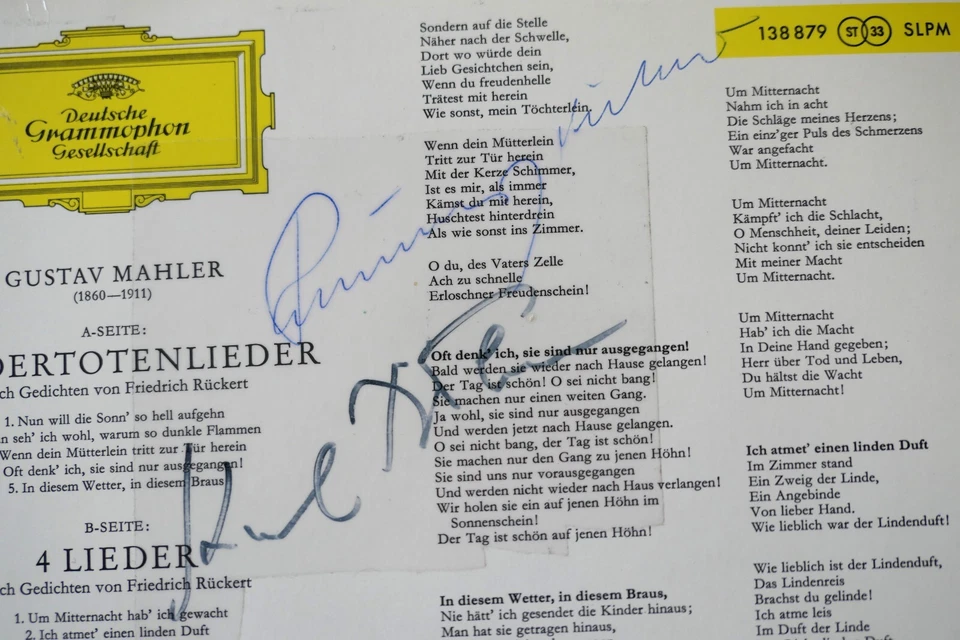 Deutsche
Grammophon
Gesellschaft
GUSTAV MAHLER
(1860—1911)
A-SEITE:
DERTOTENLIEDER
ch Gedichten von Friedrich Rückert
1. Nun will die Sonn' so hell aufgehn
n seh' ich wohl, warum so dunkle Flammen
Wenn dein Mütterlein tritt zur Tür herein
Oft denk' ich, sie sind nur ausgegangen!
5. In diesem Wetter, in diesem Braus
B-SEITE:
4 LIEDER
ch Gedichten von Friedrich Rückert
1. Um Mitternacht hab' ich gewacht
2. Ich atmet' einen linden Duft
Sondern auf die Stelle
Näher nach der Schwelle,
Dort wo würde dein
Lieb Gesichtchen sein,
Wenn du freudenhelle
Trätest mit herein
Wie sonst, mein Töchterlein.
Wenn dein Mütterlein
Tritt zur Tür herein
Mit der Kerze Schimmer,
Ist es mir, als immer
Kämst du mit herein,
Huschtest hinterdrein
Als wie sonst ins Zimmer.
O du, des Vaters Zelle
Ach zu schnelle
Erloschner Freudenschein!
Oft denk' ich, sie sind nur ausgegangen!
Bald werden sie wieder nach Hause gelangen!
Der Tag ist schön! O sei nicht bang!
Sie machen nur einen weiten Gang.
Ja wohl, sie sind nur ausgegangen
Und werden jetzt nach Hause gelangen.
O sei nicht bang, der Tag ist schön!
Sie machen nur den Gang zu jenen Höhn!
Sie sind uns nur vorausgegangen
Und werden nicht wieder nach Haus verlangen!
Wir holen sie ein auf jenen Höhn im
Sonnenschein!
Der Tag ist schön auf jenen Höhn!
In diesem Wetter, in diesem Braus,
Nie hätt' ich gesendet die Kinder hinaus;
Man hat sie getragen hinaus,
138 879 ST 33 SLPM
Um Mitternacht
Nahm ich in acht
Die Schläge meines Herzens;
Ein einz'ger Puls des Schmerzens
War angefacht
Um Mitternacht.
Um Mitternacht
Kämpft' ich die Schlacht,
O Menschheit, deiner Leiden;
Nicht konnt' ich sie entscheiden
Mit meiner Macht
Um Mitternacht.
Um Mitternacht
Hab' ich die Macht
In Deine Hand gegeben;
Herr über Tod und Leben,
Du hältst die Wacht
Um Mitternacht!
Ich atmet' einen linden Duft
Im Zimmer stand
Ein Zweig der Linde,
Ein Angebinde
Von lieber Hand.
Wie lieblich war der Lindenduft!
Wie lieblich ist der Lindenduft,
Das Lindenreis
Brachst du gelinde!
Ich atme leis
Im Duft der Linde